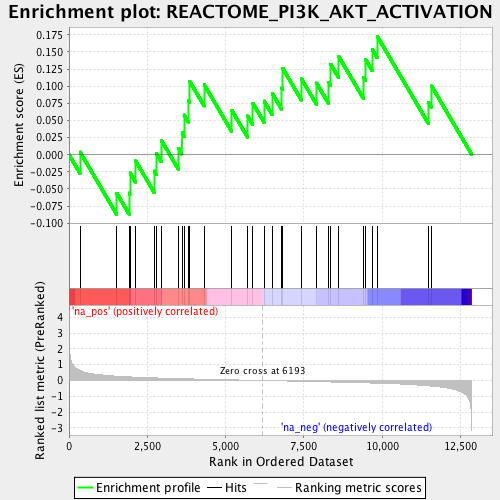 Enrichment plot: REACTOME_PI3K_AKT_ACTIVATION
Enrichment score (ES)
0.175
0.150
0.125
0.100
0.075
0.050
0.025
0.000
-0.025
-0.050
-0.075
-0.100
'na_pos' (positively correlated)
Ranked list metric (PreRanked)
4
3
2
1
0
-1
-2
-3
Zero cross at 6193
'na_neg' (negatively correlated)
0
2,500
5,000
7,500
10,000
12,500
Rank in Ordered Dataset
Enrichment profile
Hits
Ranking metric scores